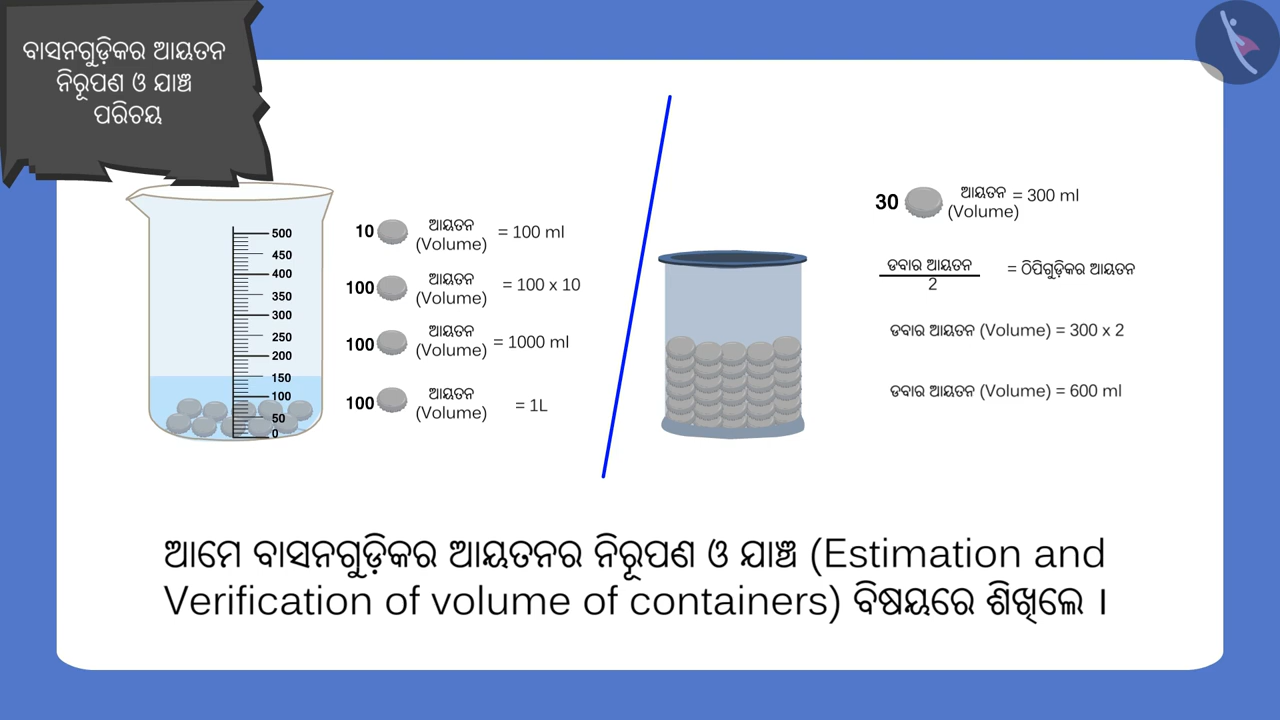 ବାସନଗୁଡ଼ିକର ଆୟତନ
ନିରୂପଣ ଓ ଯାଞ୍ଚ
ପରିଚୟ
500
450
400
350
300
250
200
150
100
50
0
10 ଆୟତନ (Volume) = 100 ml
100 ଆୟତନ (Volume) = 100 x 10
100 ଆୟତନ (Volume) = 1000 ml
100 ଆୟତନ (Volume) = 1L
30 ଆୟତନ (Volume) = 300 ml
ଡବାର ଆୟତନ
2
= ଠିପିଗୁଡ଼ିକର ଆୟତନ
ଡବାର ଆୟତନ (Volume) = 300 x 2
ଡବାର ଆୟତନ (Volume) = 600 ml
ଆମେ ବାସନଗୁଡ଼ିକର ଆୟତନର ନିରୂପଣ ଓ ଯାଞ୍ଚ (Estimation and
Verification of volume of containers) ବିଷୟରେ ଶିଖିଲେ ।